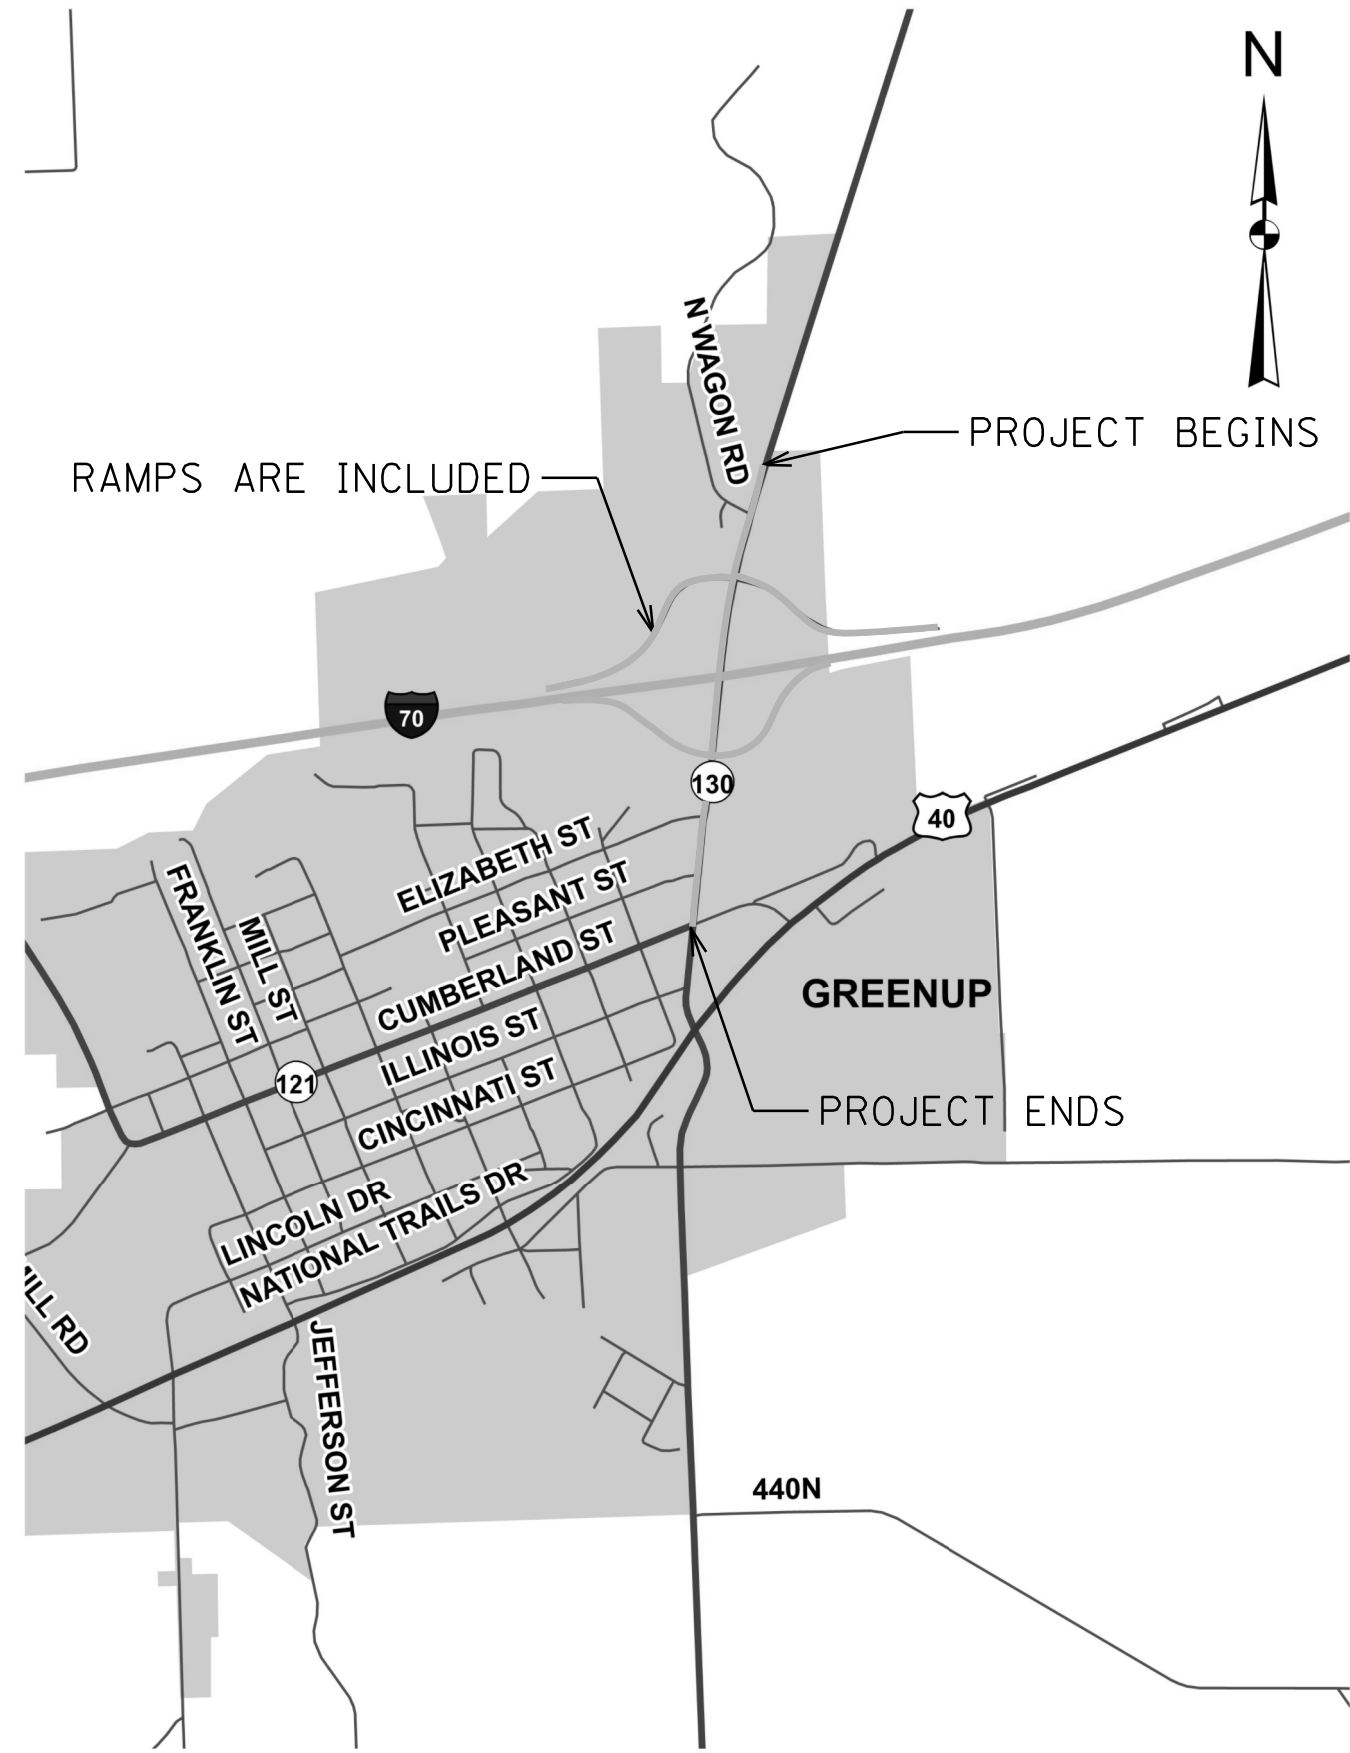 N
N WAGON RD
PROJECT BEGINS
RAMPS ARE INCLUDED
70
130
40
ELIZABETH ST
PLEASANT ST
FRANKLIN ST
MILL ST
CUMBERLAND ST
GREENUP
ILLINOIS ST
121
CINCINNATI ST
PROJECT ENDS
LINCOLN DR
NATIONAL TRAILS DR
ILL RD
JEFFERSON ST
440N